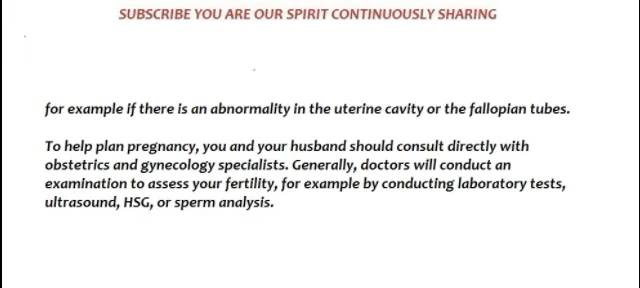 SUBSCRIBE YOU ARE OUR SPIRIT CONTINUOUSLY SHARING
for example if there is an abnormality in the uterine cavity or the fallopian tubes.
To help plan pregnancy, you and your husband should consult directly with
obstetrics and gynecology specialists. Generally, doctors will conduct an
examination to assess your fertility, for example by conducting laboratory tests,
ultrasound, HSG, or sperm analysis.